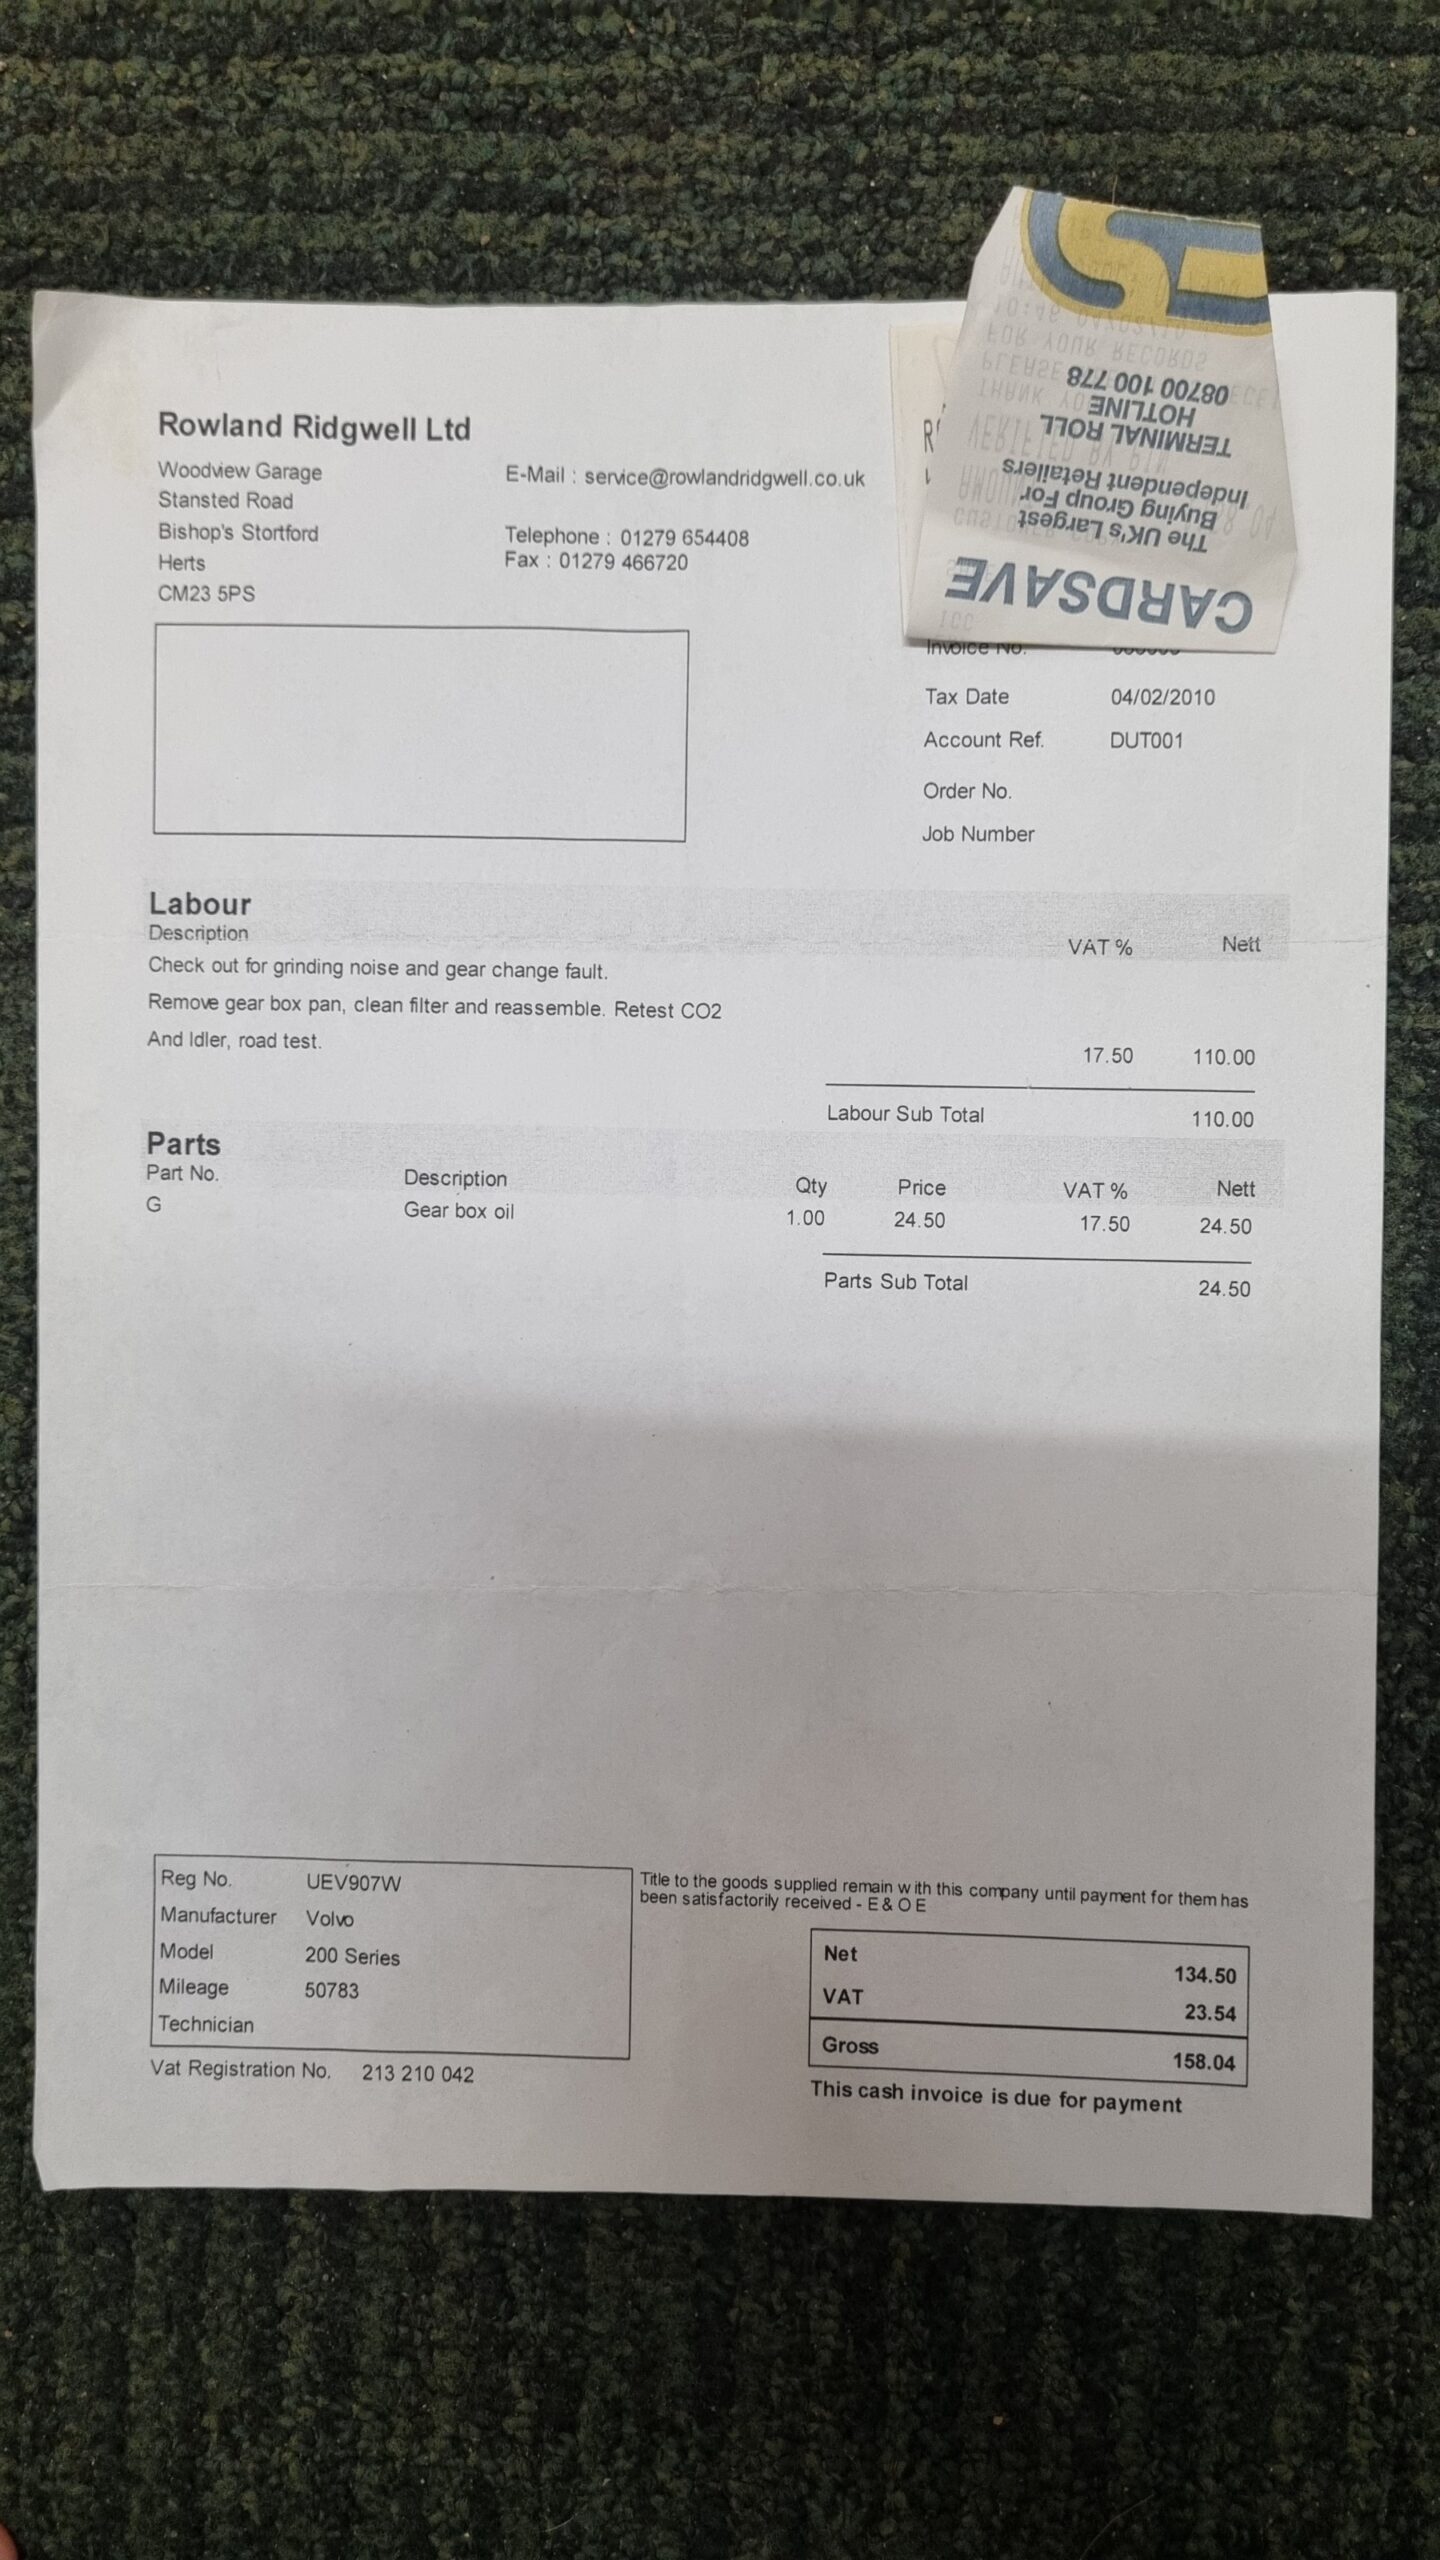 Rowland Ridgwell Ltd
Woodview Garage
Stansted Road
Bishop's Stortford
Herts
CM23 5PS
E-Mail : service@rowlandridgwell.co.uk
Telephone : 01279 654408
Fax : 01279 466720
CARDSAVE
The UK's Largest
Buying Group For
Independent Retailers
TERMINAL ROLL
HOTLINE
08700 100 778
Invoice No.
Tax Date 04/02/2010
Account Ref. DUT001
Order No.
Job Number
Labour
Description VAT % Nett
Check out for grinding noise and gear change fault.
Remove gear box pan, clean filter and reassemble. Retest CO2
And Idler, road test.
17.50 110.00
Labour Sub Total 110.00
Parts
Part No. Description Qty Price VAT % Nett
G Gear box oil 1.00 24.50 17.50 24.50
Parts Sub Total 24.50
Reg No. UEV907W
Manufacturer Volvo
Model 200 Series
Mileage 50783
Technician
Vat Registration No. 213 210 042
Title to the goods supplied remain with this company until payment for them has
been satisfactorily received - E & O E
Net 134.50
VAT 23.54
Gross 158.04
This cash invoice is due for payment